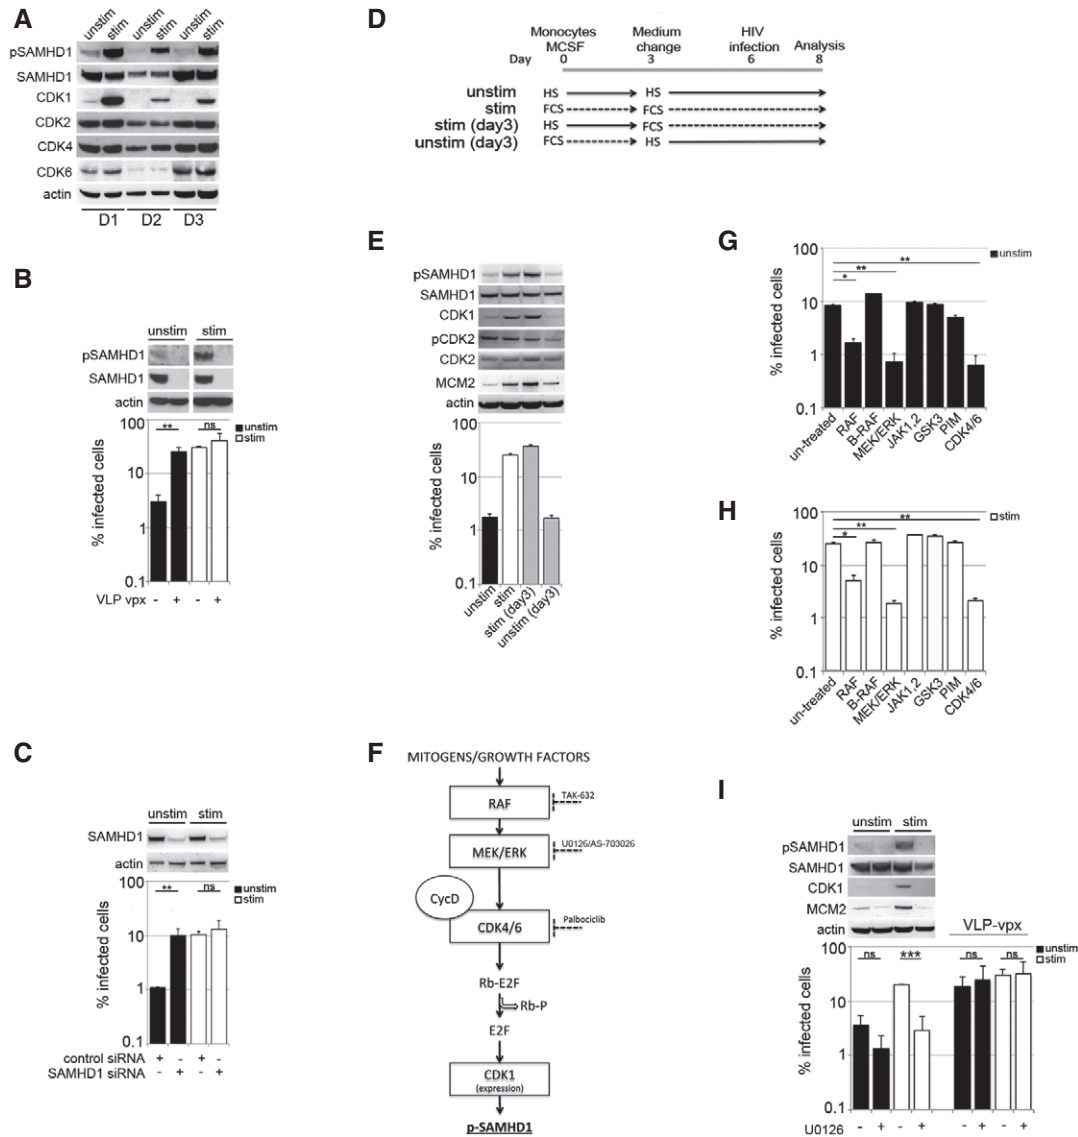 A
unstim stim unstim stim unstim stim
pSAMHD1
SAMHD1
CDK1
CDK2
CDK4
CDK6
actin
D1 D2 D3
B
unstim stim
pSAMHD1
SAMHD1
actin
100
10
1
0.1
% infected cells
** ns
unstim
stim
VLP vpx - + - +
C
unstim stim
SAMHD1
actin
100
10
1
0.1
% infected cells
** ns
unstim
stim
control siRNA + - + -
SAMHD1 siRNA - + - +
D
Monocytes Medium HIV
MCSF change infection Analysis
Day 0 3 6 8
unstim HS HS
stim FCS FCS
stim (day3) HS FCS
unstim (day3) FCS HS
E
pSAMHD1
SAMHD1
CDK1
pCDK2
CDK2
MCM2
actin
100
10
1
0.1
% infected cells
unstim
stim
stim (day3)
unstim (day3)
F
MITOGENS/GROWTH FACTORS
RAF TAK-632
MEK/ERK U0126/AS-703026
CycD
CDK4/6 Palbociclib
Rb-E2F
Rb-P
E2F
CDK1
(expression)
p-SAMHD1
G
100
10
1
0.1
% infected cells
**
**
*
unstim
un-treated
RAF
B-RAF
MEK/ERK
JAK1,2
GSK3
PIM
CDK4/6
H
100
10
1
0.1
% infected cells
**
**
*
stim
un-treated
RAF
B-RAF
MEK/ERK
JAK1,2
GSK3
PIM
CDK4/6
I
unstim stim
pSAMHD1
SAMHD1
CDK1
MCM2
actin
VLP-vpx
100
10
1
0.1
% infected cells
ns *** ns ns
unstim
stim
U0126 - + - + - + - +